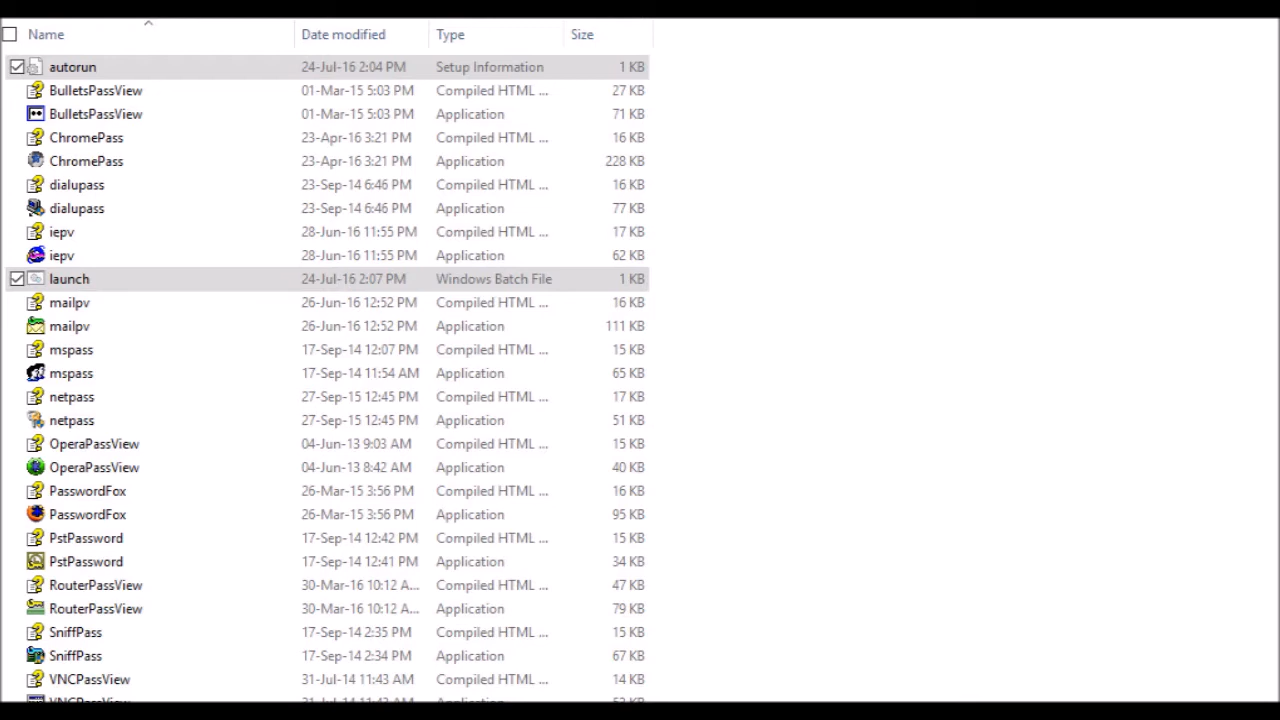 Name Date modified Type Size
autorun 24-Jul-16 2:04 PM Setup Information 1 KB
BulletsPassView 01-Mar-15 5:03 PM Compiled HTML ... 27 KB
BulletsPassView 01-Mar-15 5:03 PM Application 71 KB
ChromePass 23-Apr-16 3:21 PM Compiled HTML ... 16 KB
ChromePass 23-Apr-16 3:21 PM Application 228 KB
dialupass 23-Sep-14 6:46 PM Compiled HTML ... 16 KB
dialupass 23-Sep-14 6:46 PM Application 77 KB
iepv 28-Jun-16 11:55 PM Compiled HTML ... 17 KB
iepv 28-Jun-16 11:55 PM Application 62 KB
launch 24-Jul-16 2:07 PM Windows Batch File 1 KB
mailpv 26-Jun-16 12:52 PM Compiled HTML ... 16 KB
mailpv 26-Jun-16 12:52 PM Application 111 KB
mspass 17-Sep-14 12:07 PM Compiled HTML ... 15 KB
mspass 17-Sep-14 11:54 AM Application 65 KB
netpass 27-Sep-15 12:45 PM Compiled HTML ... 17 KB
netpass 27-Sep-15 12:45 PM Application 51 KB
OperaPassView 04-Jun-13 9:03 AM Compiled HTML ... 15 KB
OperaPassView 04-Jun-13 8:42 AM Application 40 KB
PasswordFox 26-Mar-15 3:56 PM Compiled HTML ... 16 KB
PasswordFox 26-Mar-15 3:56 PM Application 95 KB
PstPassword 17-Sep-14 12:42 PM Compiled HTML ... 15 KB
PstPassword 17-Sep-14 12:41 PM Application 34 KB
RouterPassView 30-Mar-16 10:12 A... Compiled HTML ... 47 KB
RouterPassView 30-Mar-16 10:12 A... Application 79 KB
SniffPass 17-Sep-14 2:35 PM Compiled HTML ... 15 KB
SniffPass 17-Sep-14 2:34 PM Application 67 KB
VNCPassView 31-Jul-14 11:43 AM Compiled HTML ... 14 KB